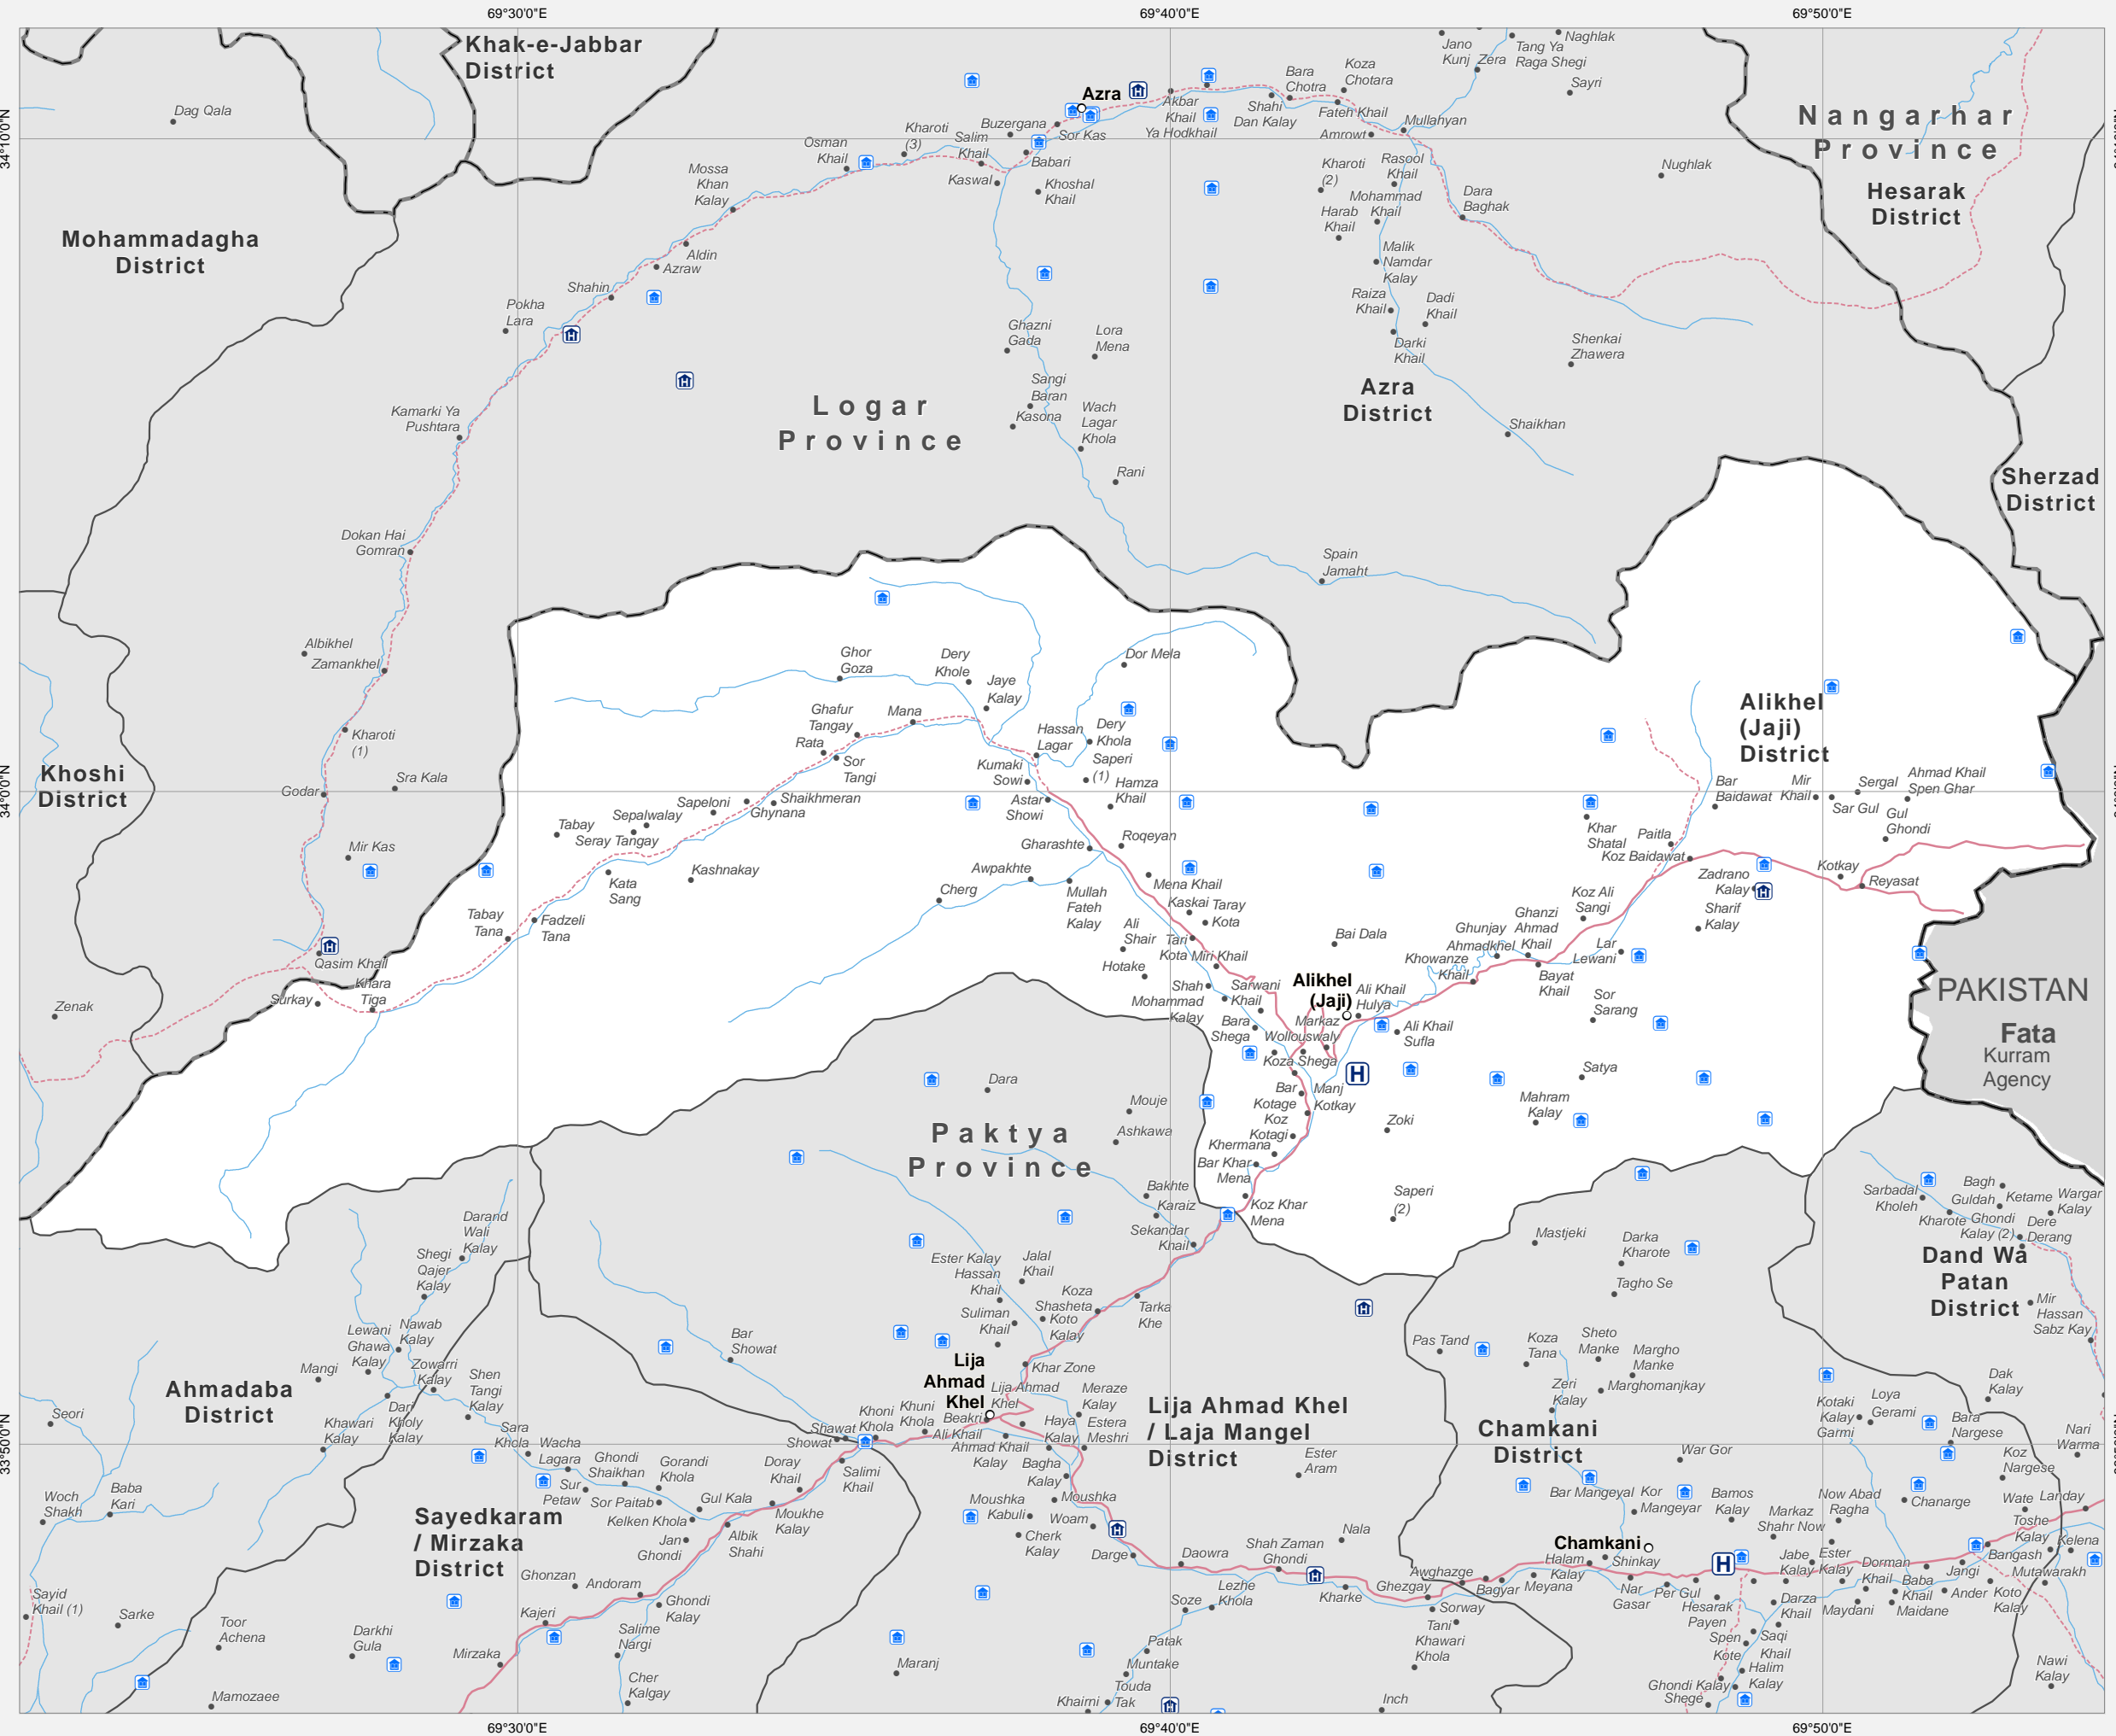 69°30'0"E
69°40'0"E
69°50'0"E
34°10'0"N
34°0'0"N
33°50'0"N
Khak-e-Jabbar
District
Dag Qala
Mohammadagha
District
Azra
Jano
Kunj
Zera
Tang Ya
Raga Shegi
Naghlak
Sayri
Bara
Chotra
Koza
Chotara
Akbar
Khail
Ya Hodkhail
Shahi
Dan Kalay
Fateh Khail
Amrowt
Mullahyan
Nangarhar
Province
Hesarak
District
Nughlak
Osman
Khail
Kharoti
(3)
Salim
Khail
Buzergana
Sor Kas
Babari
Kaswal
Khoshal
Khail
Mossa
Khan
Kalay
Kharoti
(2)
Rasool
Khail
Mohammad
Khail
Harab
Khail
Dara
Baghak
Malik
Namdar
Kalay
Aldin
Azraw
Shahin
Pokha
Lara
Raiza
Khail
Dadi
Khail
Darki
Khail
Ghazni
Gada
Lora
Mena
Shenkai
Zhawera
Sangi
Baran
Kasona
Wach
Lagar
Khola
Rani
Logar
Province
Azra
District
Shaikhan
Kamarki Ya
Pushtara
Sherzad
District
Dokan Hai
Gomran
Spain
Jamaht
Albikhel
Zamankhel
Kharoti
(1)
Sra Kala
Godar
Khoshi
District
Mir Kas
Qasim Khail
Khara
Tiga
Surkay
Zenak
Ghor
Goza
Dery
Khole
Jaye
Kalay
Dor Mela
Ghafur
Tangay
Mana
Rata
Sor
Tangi
Hassan
Lagar
Dery
Khola
Saperi
(1)
Kumaki
Sowi
Hamza
Khail
Astar
Showi
Sapeloni
Shaikhmeran
Ghynana
Sepalwalay
Tabay
Seray Tangay
Kashnakay
Kata
Sang
Tabay
Tana
Fadzeli
Tana
Gharashte
Roqeyan
Awpakhte
Cherg
Mullah
Fateh
Kalay
Mena Khail
Kaskai
Taray
Kota
Ali
Shair
Tari
Kota
Miri Khail
Hotake
Shah
Mohammad
Kalay
Sarwani
Khail
Bara
Shega
Alikhel
(Jaji)
Ali Khail
Hulya
Markaz
Wollouswaly
Koza Shega
Ali Khail
Sufla
Bai Dala
Khowanze
Khail
Ghunjay
Ahmadkhel
Ghanzi
Ahmad
Khail
Bayat
Khail
Koz Ali
Sangi
Lar
Lewani
Sor
Sarang
Satya
Mahram
Kalay
Zoki
Bar
Kotage
Manj
Kotkay
Koz
Kotagi
Khermana
Bar Khar
Mena
Koz Khar
Mena
Saperi
(2)
Alikhel
(Jaji)
District
Bar
Baidawat
Mir
Khail
Sergal
Sar Gul
Ahmad Khail
Spen Ghar
Gul
Ghondi
Khar
Shatal
Paitla
Koz Baidawat
Zadrano
Kalay
Sharif
Kalay
Kotkay
Reyasat
PAKISTAN
Fata
Kurram
Agency
Dara
Mouje
Ashkawa
Paktya
Province
Bakhte
Karaiz
Sekandar
Khail
Darand
Wali
Kalay
Shegi
Qajer
Kalay
Ester Kalay
Hassan
Khail
Jalal
Khail
Suliman
Khail
Koza
Shasheta
Koto
Kalay
Tarka
Khe
Khar Zone
Lewani
Ghawa
Kalay
Nawab
Kalay
Zowarri
Kalay
Mangi
Shen
Tangi
Kalay
Bar
Showat
Ahmadaba
District
Seori
Khawari
Kalay
Dari
Kholy
Kalay
Lija
Ahmad
Khel
Lija Ahmad
Khel
Meraze
Kalay
Beakri
Ali Khail
Haya
Kalay
Estera
Meshri
Khoni
Khola
Khuni
Khola
Shawat
Showat
Ahmad Khail
Kalay
Bagha
Kalay
Lija Ahmad Khel
/ Laja Mangel
District
Ester
Aram
Sara
Khola
Wacha
Lagara
Ghondi
Shaikhan
Gorandi
Khola
Doray
Khail
Salimi
Khail
Sur
Petaw
Sor Paitab
Gul Kala
Moukhe
Kalay
Kelken Khola
Jan
Ghondi
Albik
Shahi
Sayedkaram
/ Mirzaka
District
Woch
Shakh
Baba
Kari
Sayid
Khail (1)
Sarke
Toor
Achena
Darkhi
Gula
Mamozaee
Ghonzan
Andoram
Ghondi
Kalay
Kajeri
Salime
Nargi
Mirzaka
Cher
Kalgay
Moushka
Kabuli
Moushka
Woam
Cherk
Kalay
Darge
Daowra
Shah Zaman
Ghondi
Nala
Soze
Lezhe
Khola
Kharke
Ghezgay
Awghazge
Bagyar
Sorway
Tani
Khawari
Khola
Inch
Maranj
Patak
Muntake
Touda
Tak
Khairni
Mastjeki
Darka
Kharote
Tagho Se
Pas Tand
Koza
Tana
Sheto
Manke
Margho
Manke
Marghomanjkay
Zeri
Kalay
Chamkani
District
War Gor
Bar Mangeyal
Kor
Mangeyar
Bamos
Kalay
Markaz
Shahr Now
Now Abad
Ragha
Chanarge
Chamkani
Halam
Kalay
Shinkay
Meyana
Nar
Gasar
Per Gul
Hesarak
Payen
Jabe
Kalay
Ester
Kalay
Darza
Khail
Maydani
Dorman
Khail
Baba
Khail
Maidane
Jangi
Ander
Koto
Kalay
Bangash
Mutawarakh
Kelena
Toshe
Kalay
Wate
Landay
Spen
Kote
Saqi
Khail
Halim
Kalay
Ghondi Kalay
Shege
Nawi
Kalay
Sarbadal
Kholeh
Bagh
Guldah
Ketame
Wargar
Kalay
Kharote
Ghondi
Kalay (2)
Dere
Derang
Dand Wa
Patan
District
Mir
Hassan
Sabz Kay
Dak
Kalay
Kotaki
Kalay
Garmi
Loya
Gerami
Bara
Nargese
Koz
Nargese
Nari
Warma
69°30'0"E
69°40'0"E
69°50'0"E